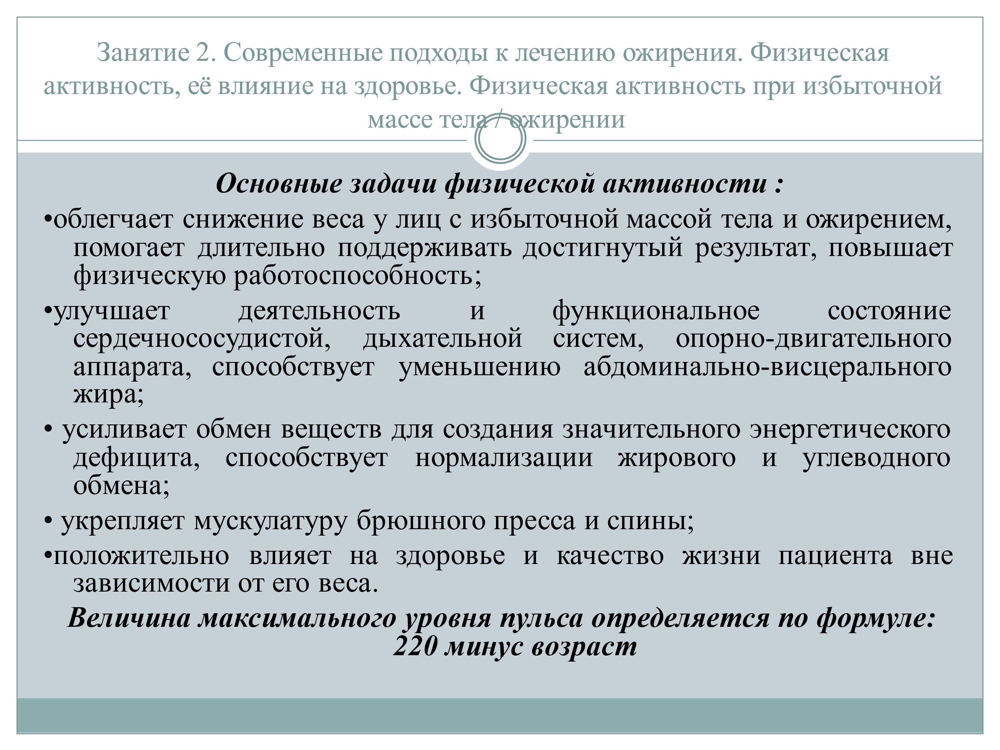 Занятие 2. Современные подходы к лечению ожирения. Физическая
активность, её влияние на здоровье. Физическая активность при избыточной
массе тела / ожирении
Основные задачи физической активности :
•облегчает снижение веса у лиц с избыточной массой тела и ожирением,
помогает длительно поддерживать достигнутый результат, повышает
физическую работоспособность;
•улучшает деятельность и функциональное состояние
сердечнососудистой, дыхательной систем, опорно-двигательного
аппарата, способствует уменьшению абдоминально-висцерального
жира;
• усиливает обмен веществ для создания значительного энергетического
дефицита, способствует нормализации жирового и углеводного
обмена;
• укрепляет мускулатуру брюшного пресса и спины;
•положительно влияет на здоровье и качество жизни пациента вне
зависимости от его веса.
Величина максимального уровня пульса определяется по формуле:
220 минус возраст